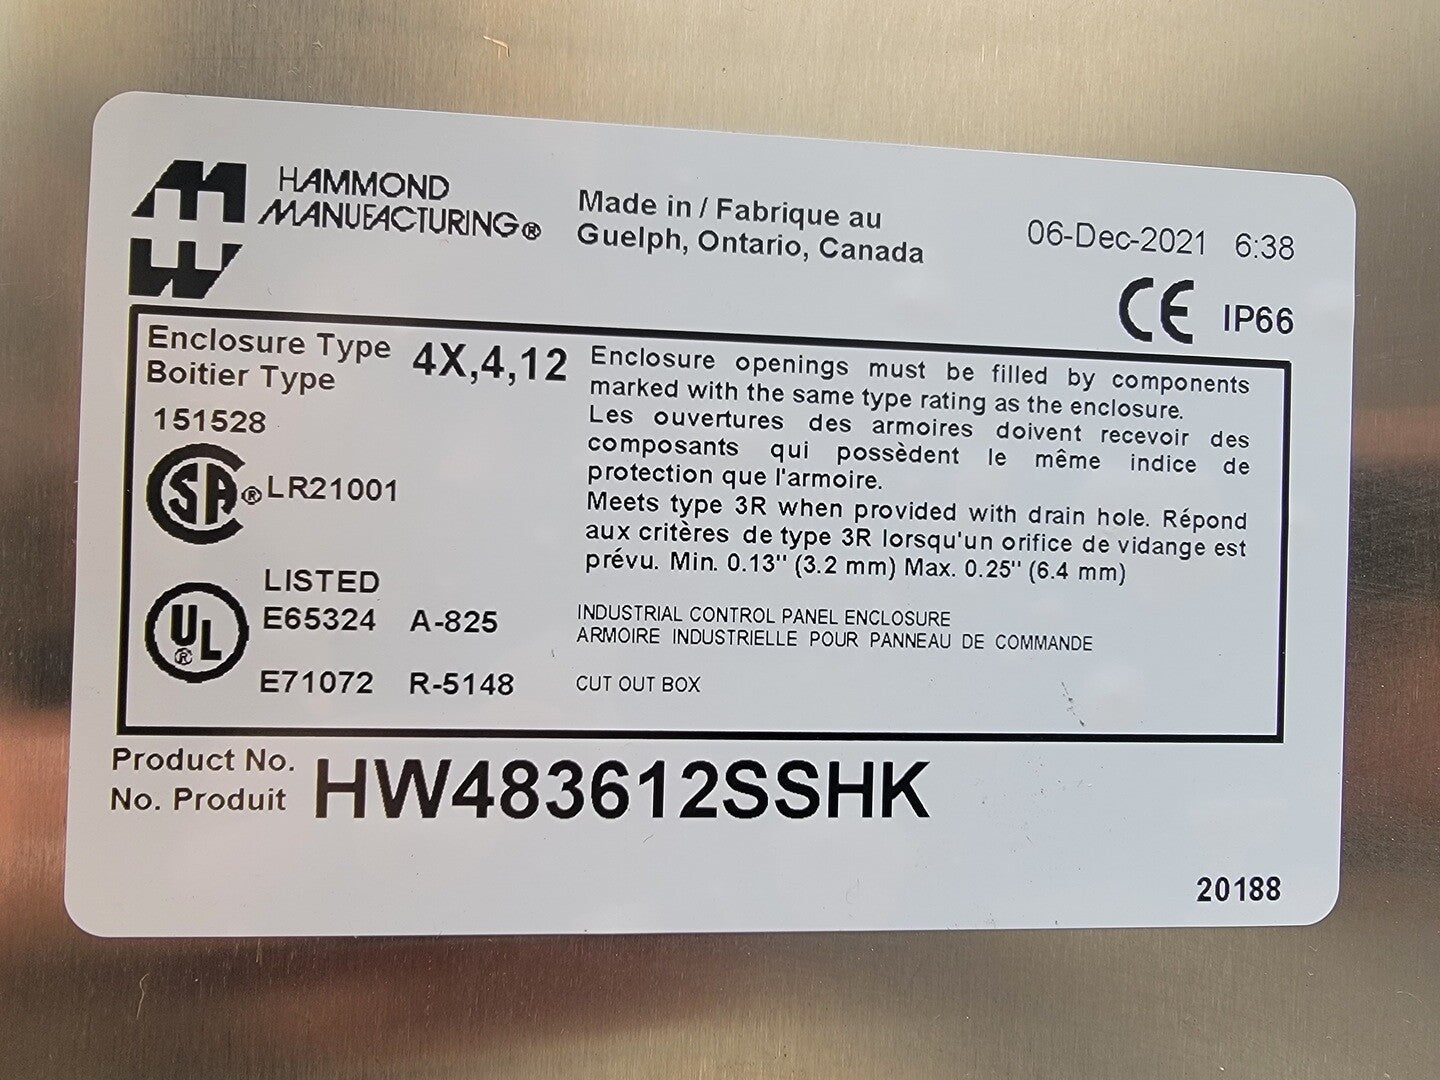 HAMMOND
MANUFACTURING®
Made in / Fabrique au
Guelph, Ontario, Canada
06-Dec-2021 6:38
CE IP66
Enclosure Type
Boitier Type
4X,4,12
151528
SA® LR21001
LISTED
UL®
E65324 A-825
E71072 R-5148
Enclosure openings must be filled by components
marked with the same type rating as the enclosure.
Les ouvertures des armoires doivent recevoir des
composants qui possèdent le même indice de
protection que l'armoire.
Meets type 3R when provided with drain hole. Répond
aux critères de type 3R lorsqu'un orifice de vidange est
prévu. Min. 0.13" (3.2 mm) Max. 0.25" (6.4 mm)
INDUSTRIAL CONTROL PANEL ENCLOSURE
ARMOIRE INDUSTRIELLE POUR PANNEAU DE COMMANDE
CUT OUT BOX
Product No.
No. Produit
HW483612SSHK
20188